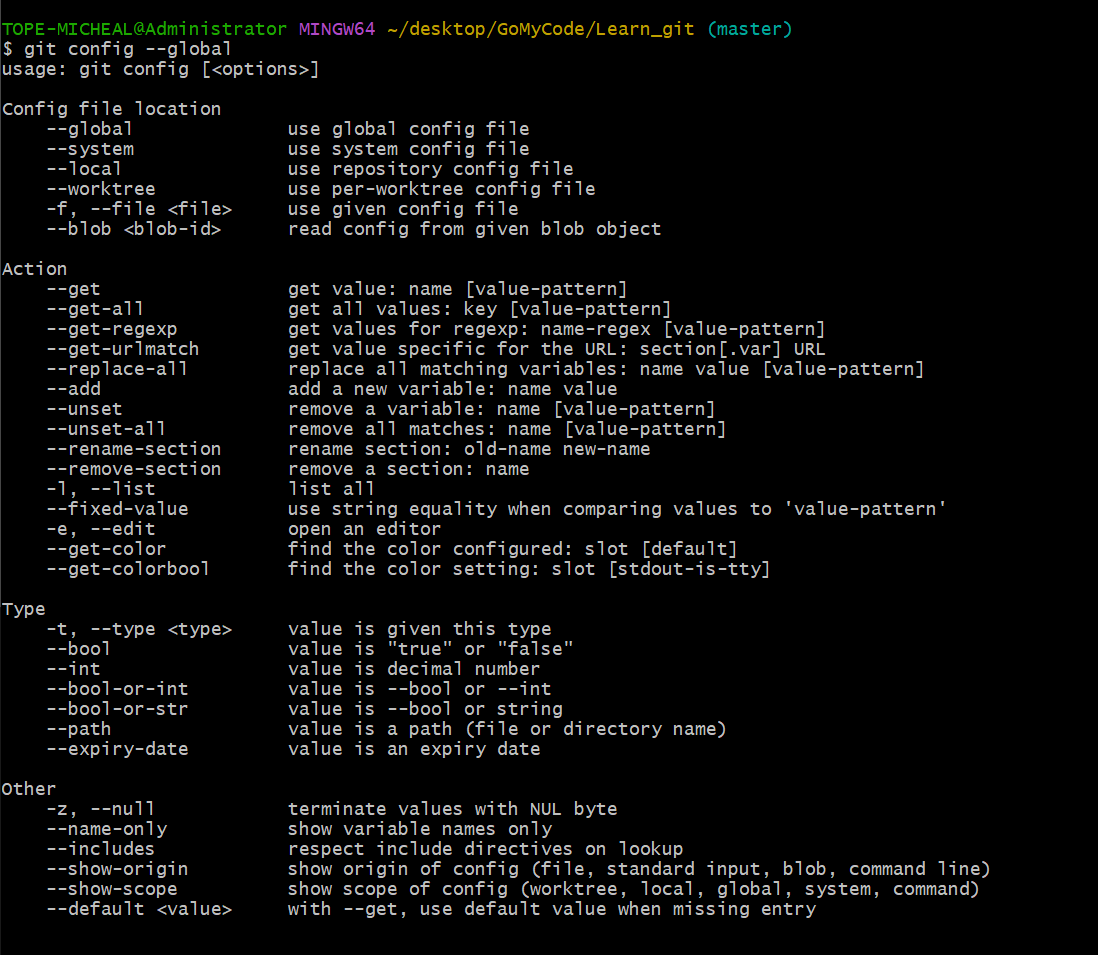 TOPE-MICHEAL@Administrator MINGW64 ~/desktop/GoMyCode/Learn_git (master)
$ git config --global
usage: git config [<options>]

Config file location
    --global              use global config file
    --system              use system config file
    --local               use repository config file
    --worktree            use per-worktree config file
    -f, --file <file>     use given config file
    --blob <blob-id>      read config from given blob object

Action
    --get                 get value: name [value-pattern]
    --get-all             get all values: key [value-pattern]
    --get-regexp          get values for regexp: name-regex [value-pattern]
    --get-urlmatch        get value specific for the URL: section[.var] URL
    --replace-all         replace all matching variables: name value [value-pattern]
    --add                 add a new variable: name value
    --unset               remove a variable: name [value-pattern]
    --unset-all           remove all matches: name [value-pattern]
    --rename-section      rename section: old-name new-name
    --remove-section      remove a section: name
    -l, --list            list all
    --fixed-value         use string equality when comparing values to 'value-pattern'
    -e, --edit            open an editor
    --get-color           find the color configured: slot [default]
    --get-colorbool       find the color setting: slot [stdout-is-tty]

Type
    -t, --type <type>     value is given this type
    --bool                value is "true" or "false"
    --int                 value is decimal number
    --bool-or-int         value is --bool or --int
    --bool-or-str         value is --bool or string
    --path                value is a path (file or directory name)
    --expiry-date         value is an expiry date

Other
    -z, --null            terminate values with NUL byte
    --name-only           show variable names only
    --includes            respect include directives on lookup
    --show-origin         show origin of config (file, standard input, blob, command line)
    --show-scope          show scope of config (worktree, local, global, system, command)
    --default <value>     with --get, use default value when missing entry